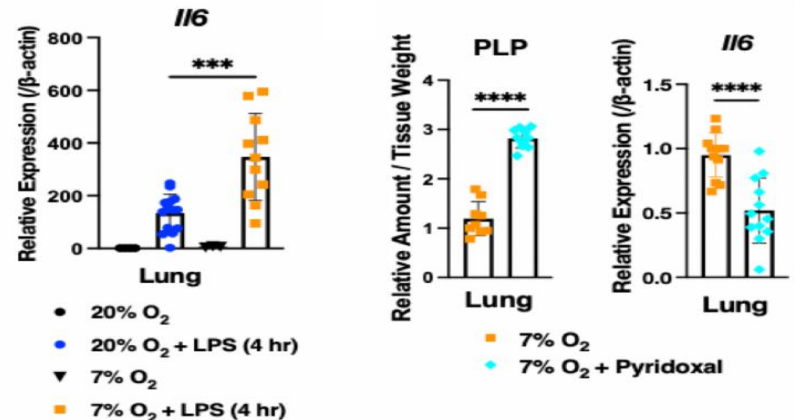 Il6
Relative Expression (/β-actin)
800
600
400
200
0
***
Lung
20% O2
20% O2 + LPS (4 hr)
7% O2
7% O2 + LPS (4 hr)
PLP
Relative Amount / Tissue Weight
4
3
2
1
0
****
Lung
Il6
Relative Expression (/β-actin)
1.5
1.0
0.5
0.0
****
Lung
7% O2
7% O2 + Pyridoxal